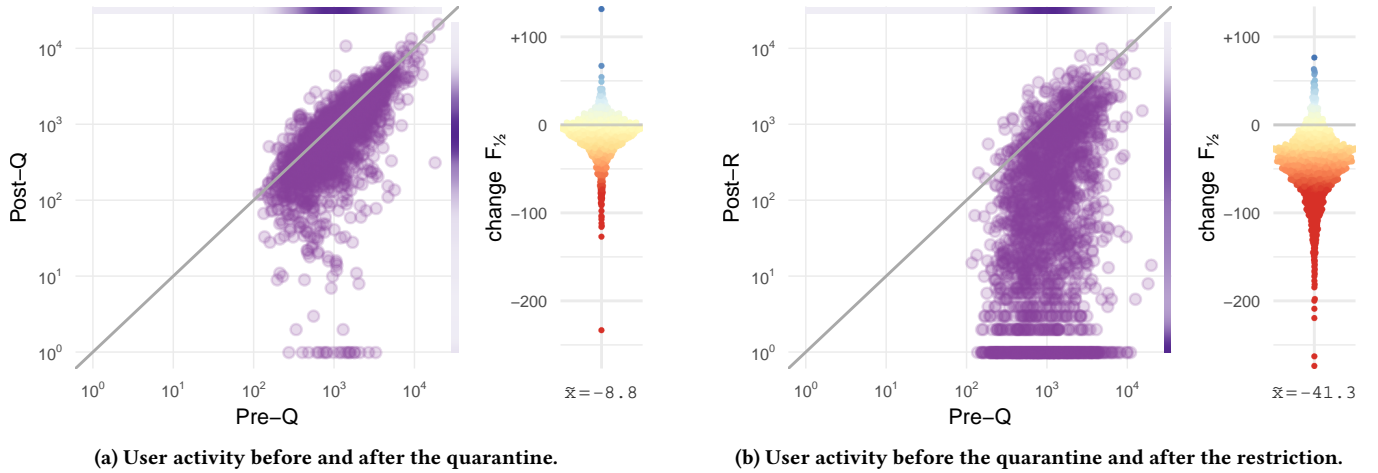 10⁴
10³
10²
10¹
10⁰
Post−Q
10⁰ 10¹ 10² 10³ 10⁴
Pre−Q
+100
0
−100
−200
change F½
x̃=−8.8
(a) User activity before and after the quarantine.
10⁴
10³
10²
10¹
10⁰
Post−R
10⁰ 10¹ 10² 10³ 10⁴
Pre−Q
+100
0
−100
−200
change F½
x̃=−41.3
(b) User activity before the quarantine and after the restriction.